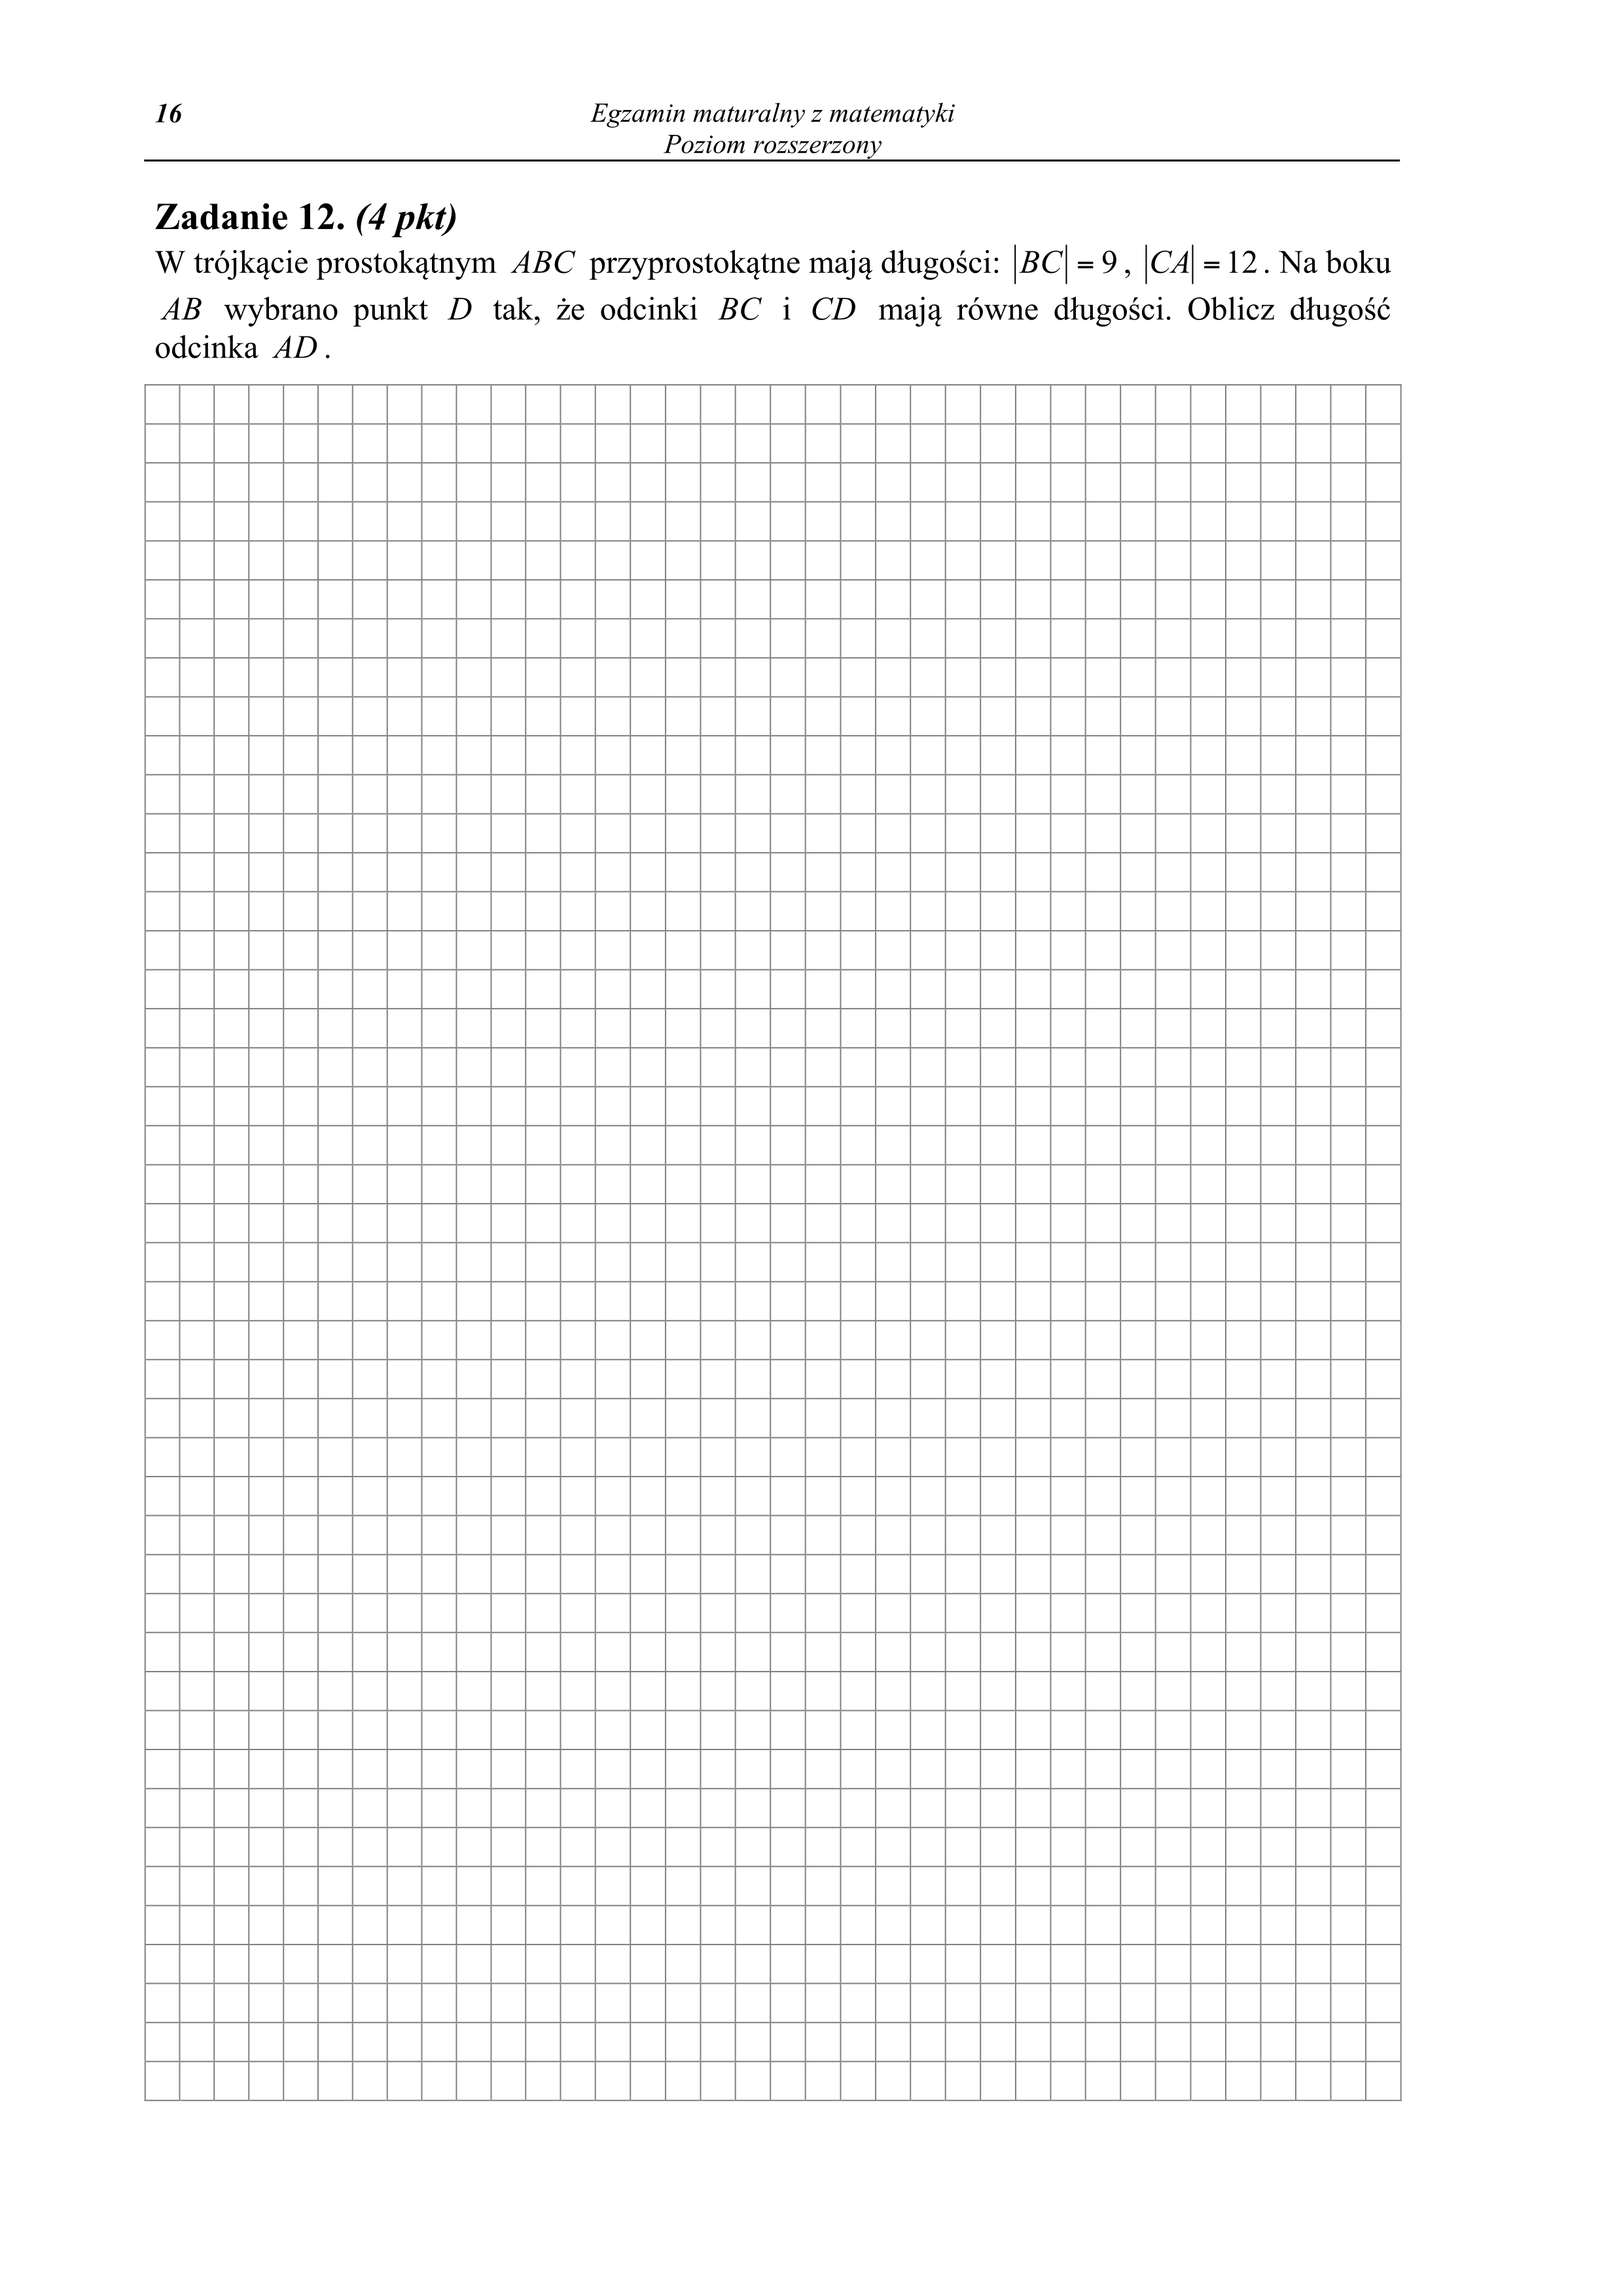 16
Egzamin maturalny z matematyki
Poziom rozszerzony
Zadanie 12. (4 pkt)
W trójkącie prostokątnym ABC przyprostokątne mają długości: |BC| = 9, |CA| = 12. Na boku
AB wybrano punkt D tak, że odcinki BC i CD mają równe długości. Oblicz długość
odcinka AD.